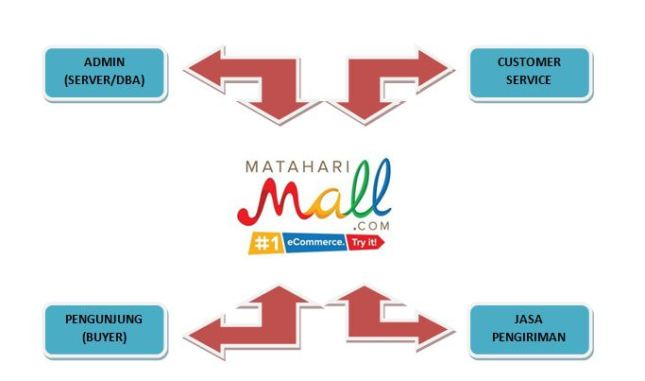 ADMIN
(SERVER/DBA)
CUSTOMER
SERVICE
MATAHARI
Mall
.COM
#1 eCommerce. Try it!
PENGUNJUNG
(BUYER)
JASA
PENGIRIMAN